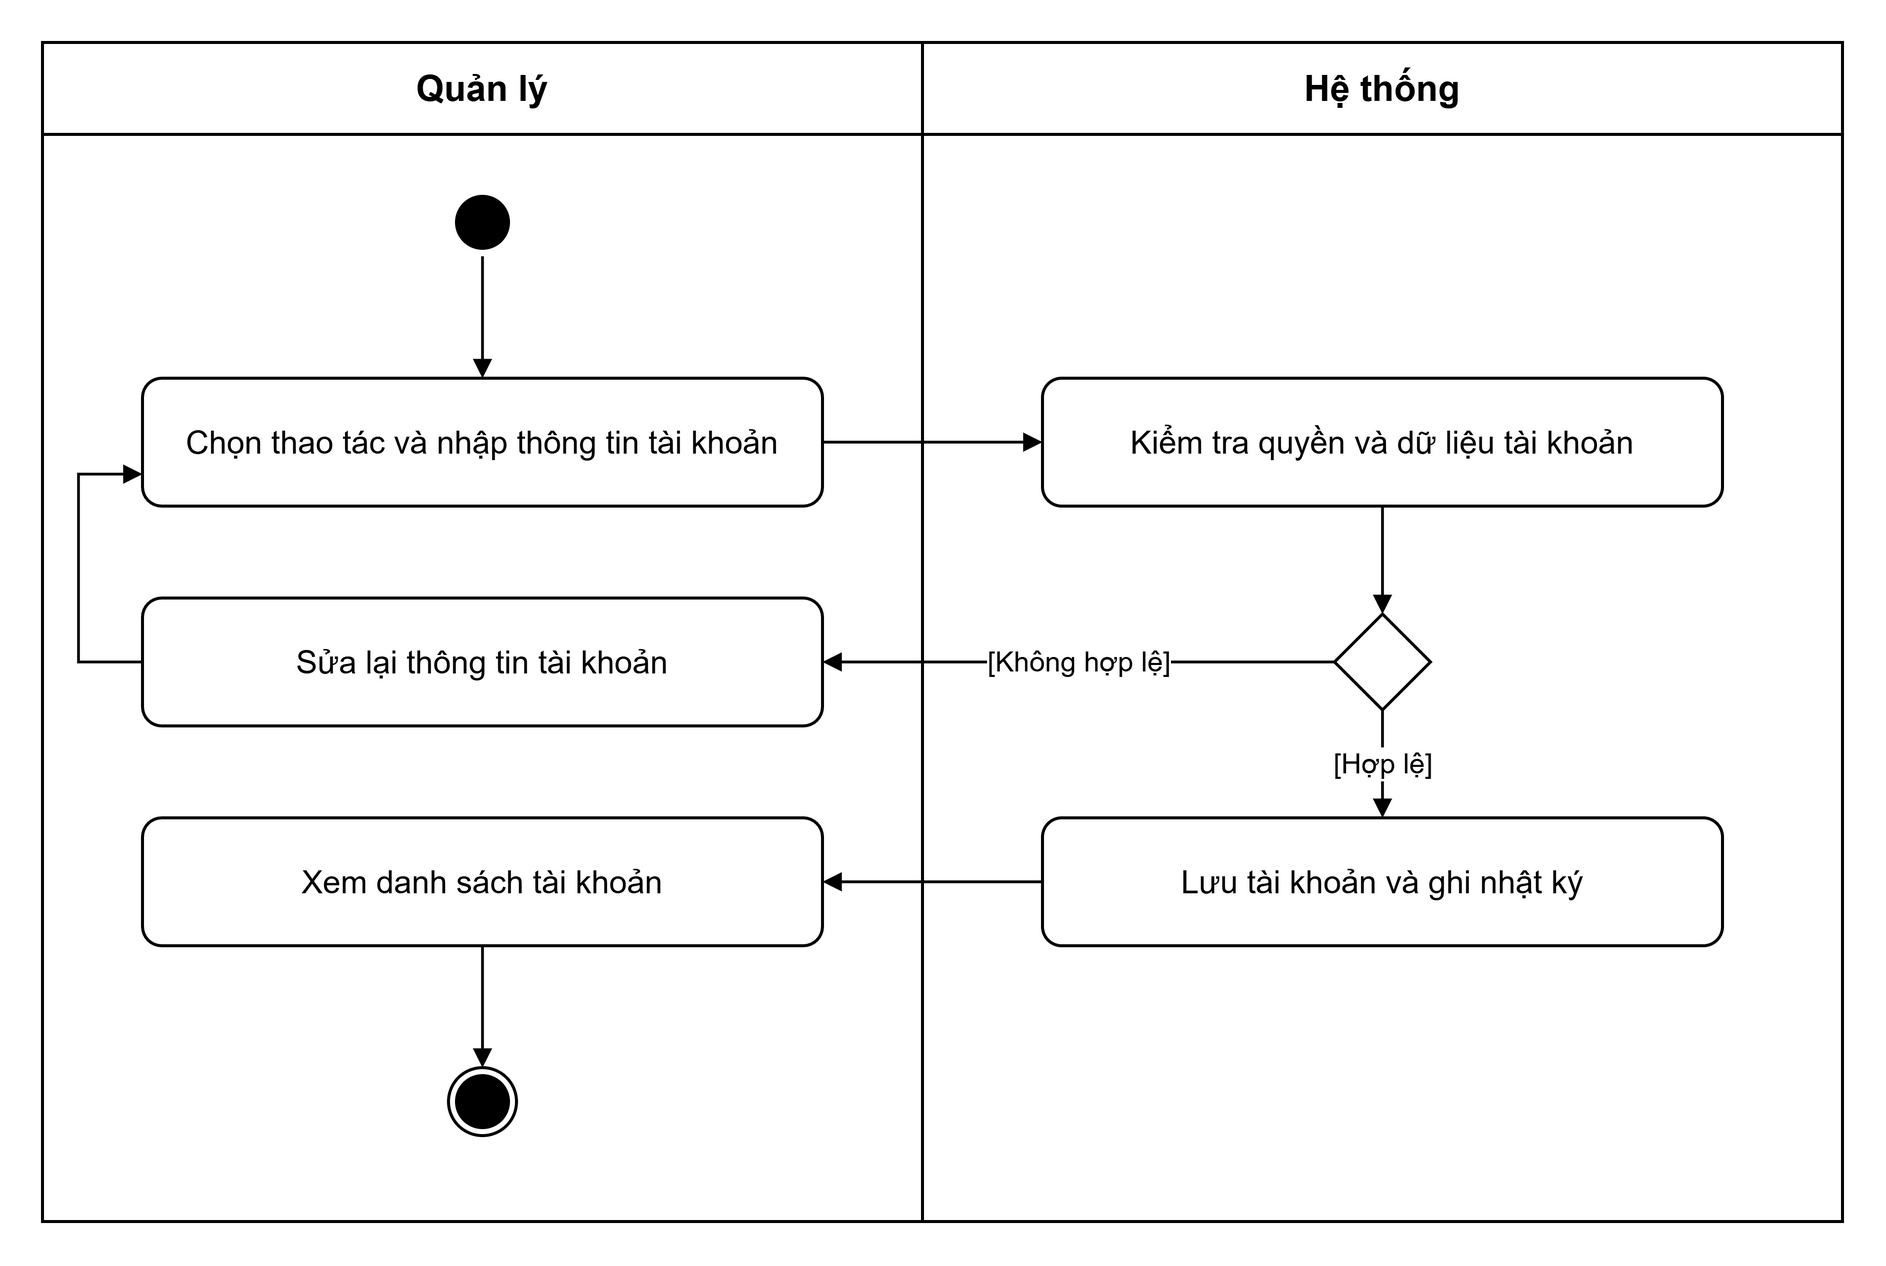 Quản lý
Hệ thống
Chọn thao tác và nhập thông tin tài khoản
Kiểm tra quyền và dữ liệu tài khoản
Sửa lại thông tin tài khoản
[Không hợp lệ]
[Hợp lệ]
Xem danh sách tài khoản
Lưu tài khoản và ghi nhật ký